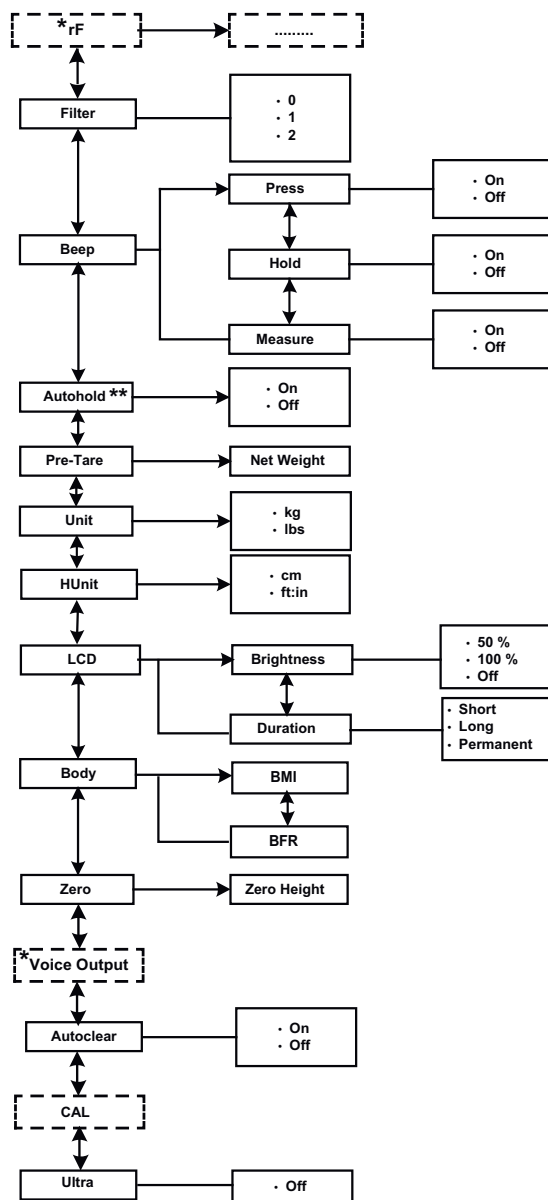 *rF
.........
Filter
· 0
· 1
· 2
Beep
Press
· On
· Off
Hold
· On
· Off
Measure
· On
· Off
Autohold **
· On
· Off
Pre-Tare
Net Weight
Unit
· kg
· lbs
HUnit
· cm
· ft:in
LCD
Brightness
· 50 %
· 100 %
· Off
Duration
· Short
· Long
· Permanent
Body
BMI
BFR
Zero
Zero Height
*Voice Output
Autoclear
· On
· Off
CAL
Ultra
· Off